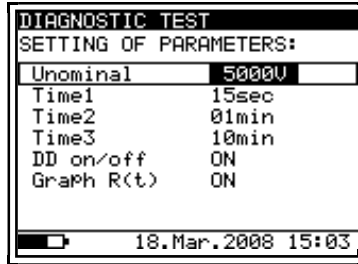 DIAGNOSTIC TEST
SETTING OF PARAMETERS:
Unominal 5000V
Time1 15sec
Time2 01min
Time3 10min
DD on/off ON
Graph R(t) ON
18.Mar.2008 15:03